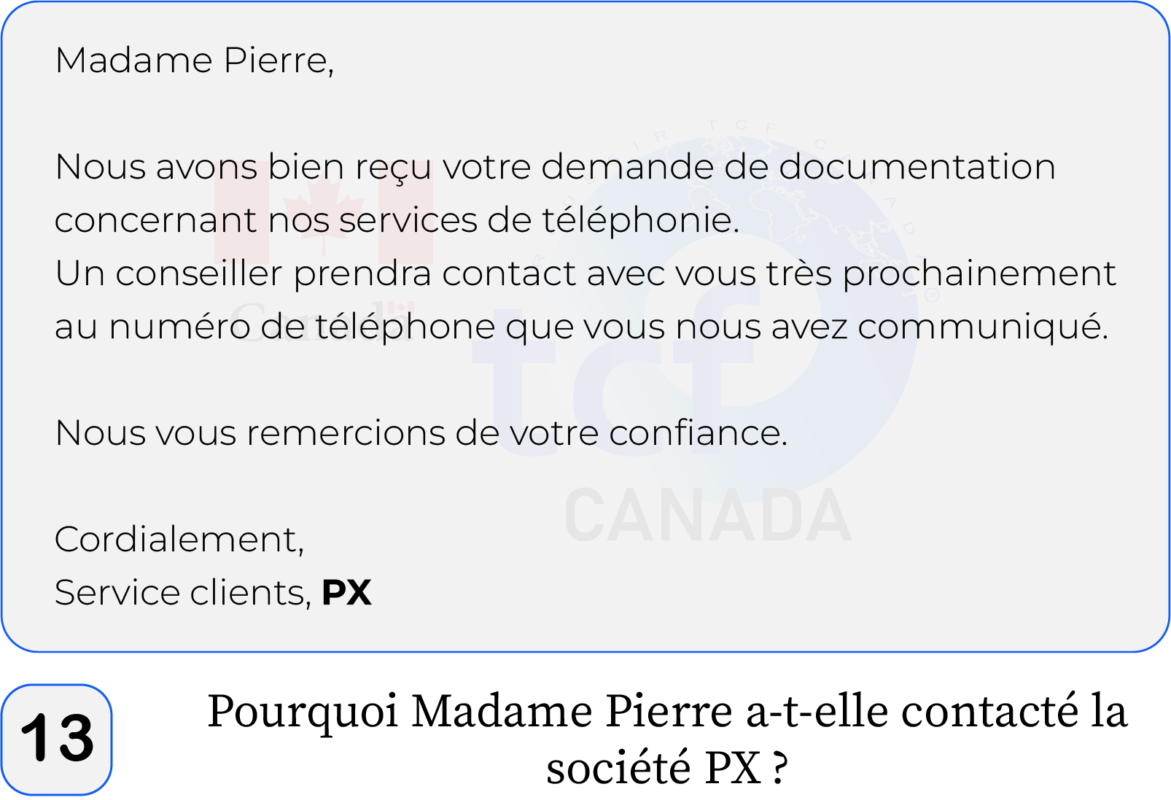 Madame Pierre,
Nous avons bien reçu votre demande de documentation
concernant nos services de téléphonie.
Un conseiller prendra contact avec vous très prochainement
au numéro de téléphone que vous nous avez communiqué.
Nous vous remercions de votre confiance.
Cordialement,
Service clients, PX
Canada
tcf
CANADA
13
Pourquoi Madame Pierre a-t-elle contacté la
société PX ?